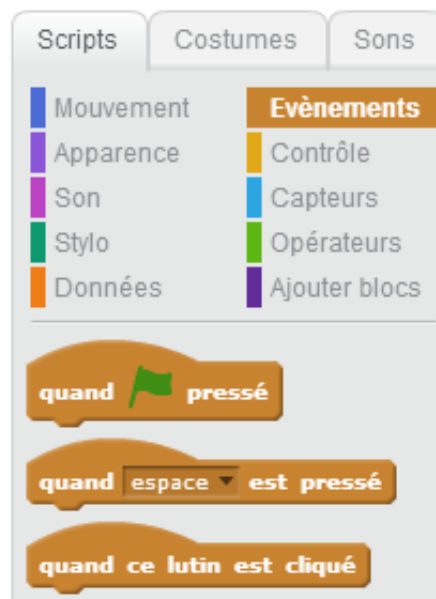 Scripts Costumes Sons
Mouvement Evènements
Apparence Contrôle
Son Capteurs
Stylo Opérateurs
Données Ajouter blocs
quand pressé
quand espace est pressé
quand ce lutin est cliqué